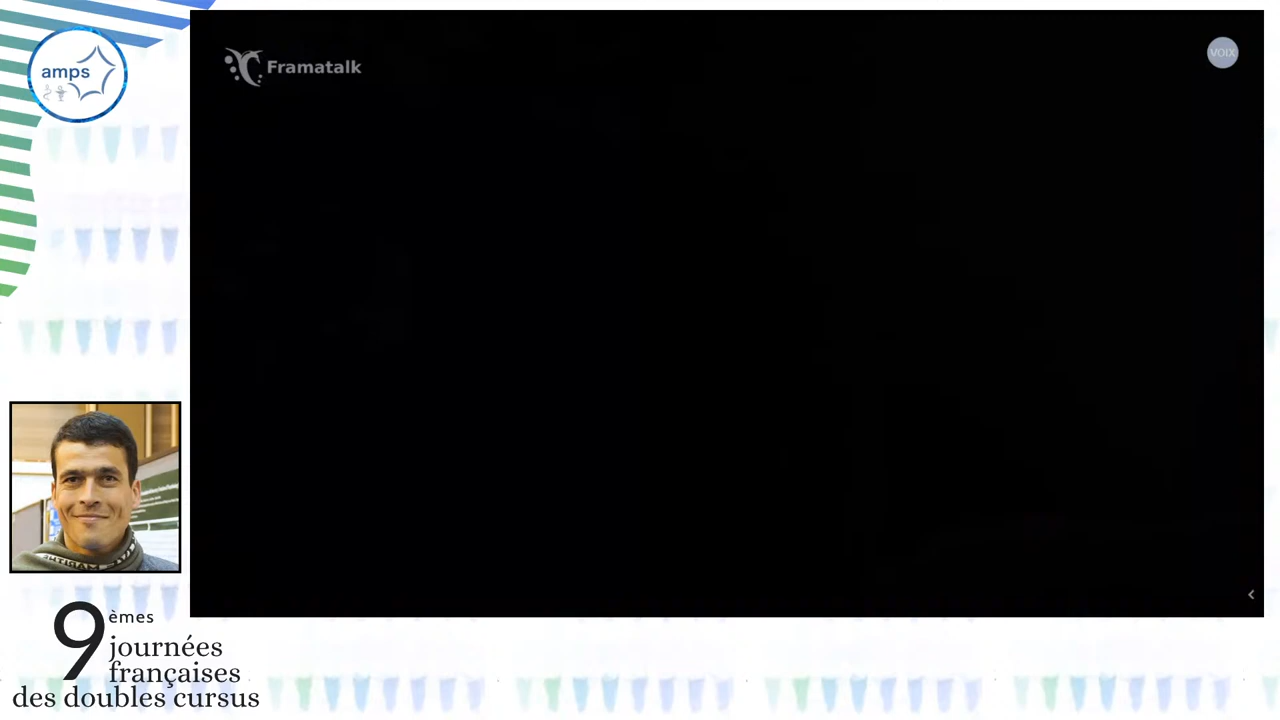 amps
Framatalk
VOIX
9èmes
journées
françaises
des doubles cursus